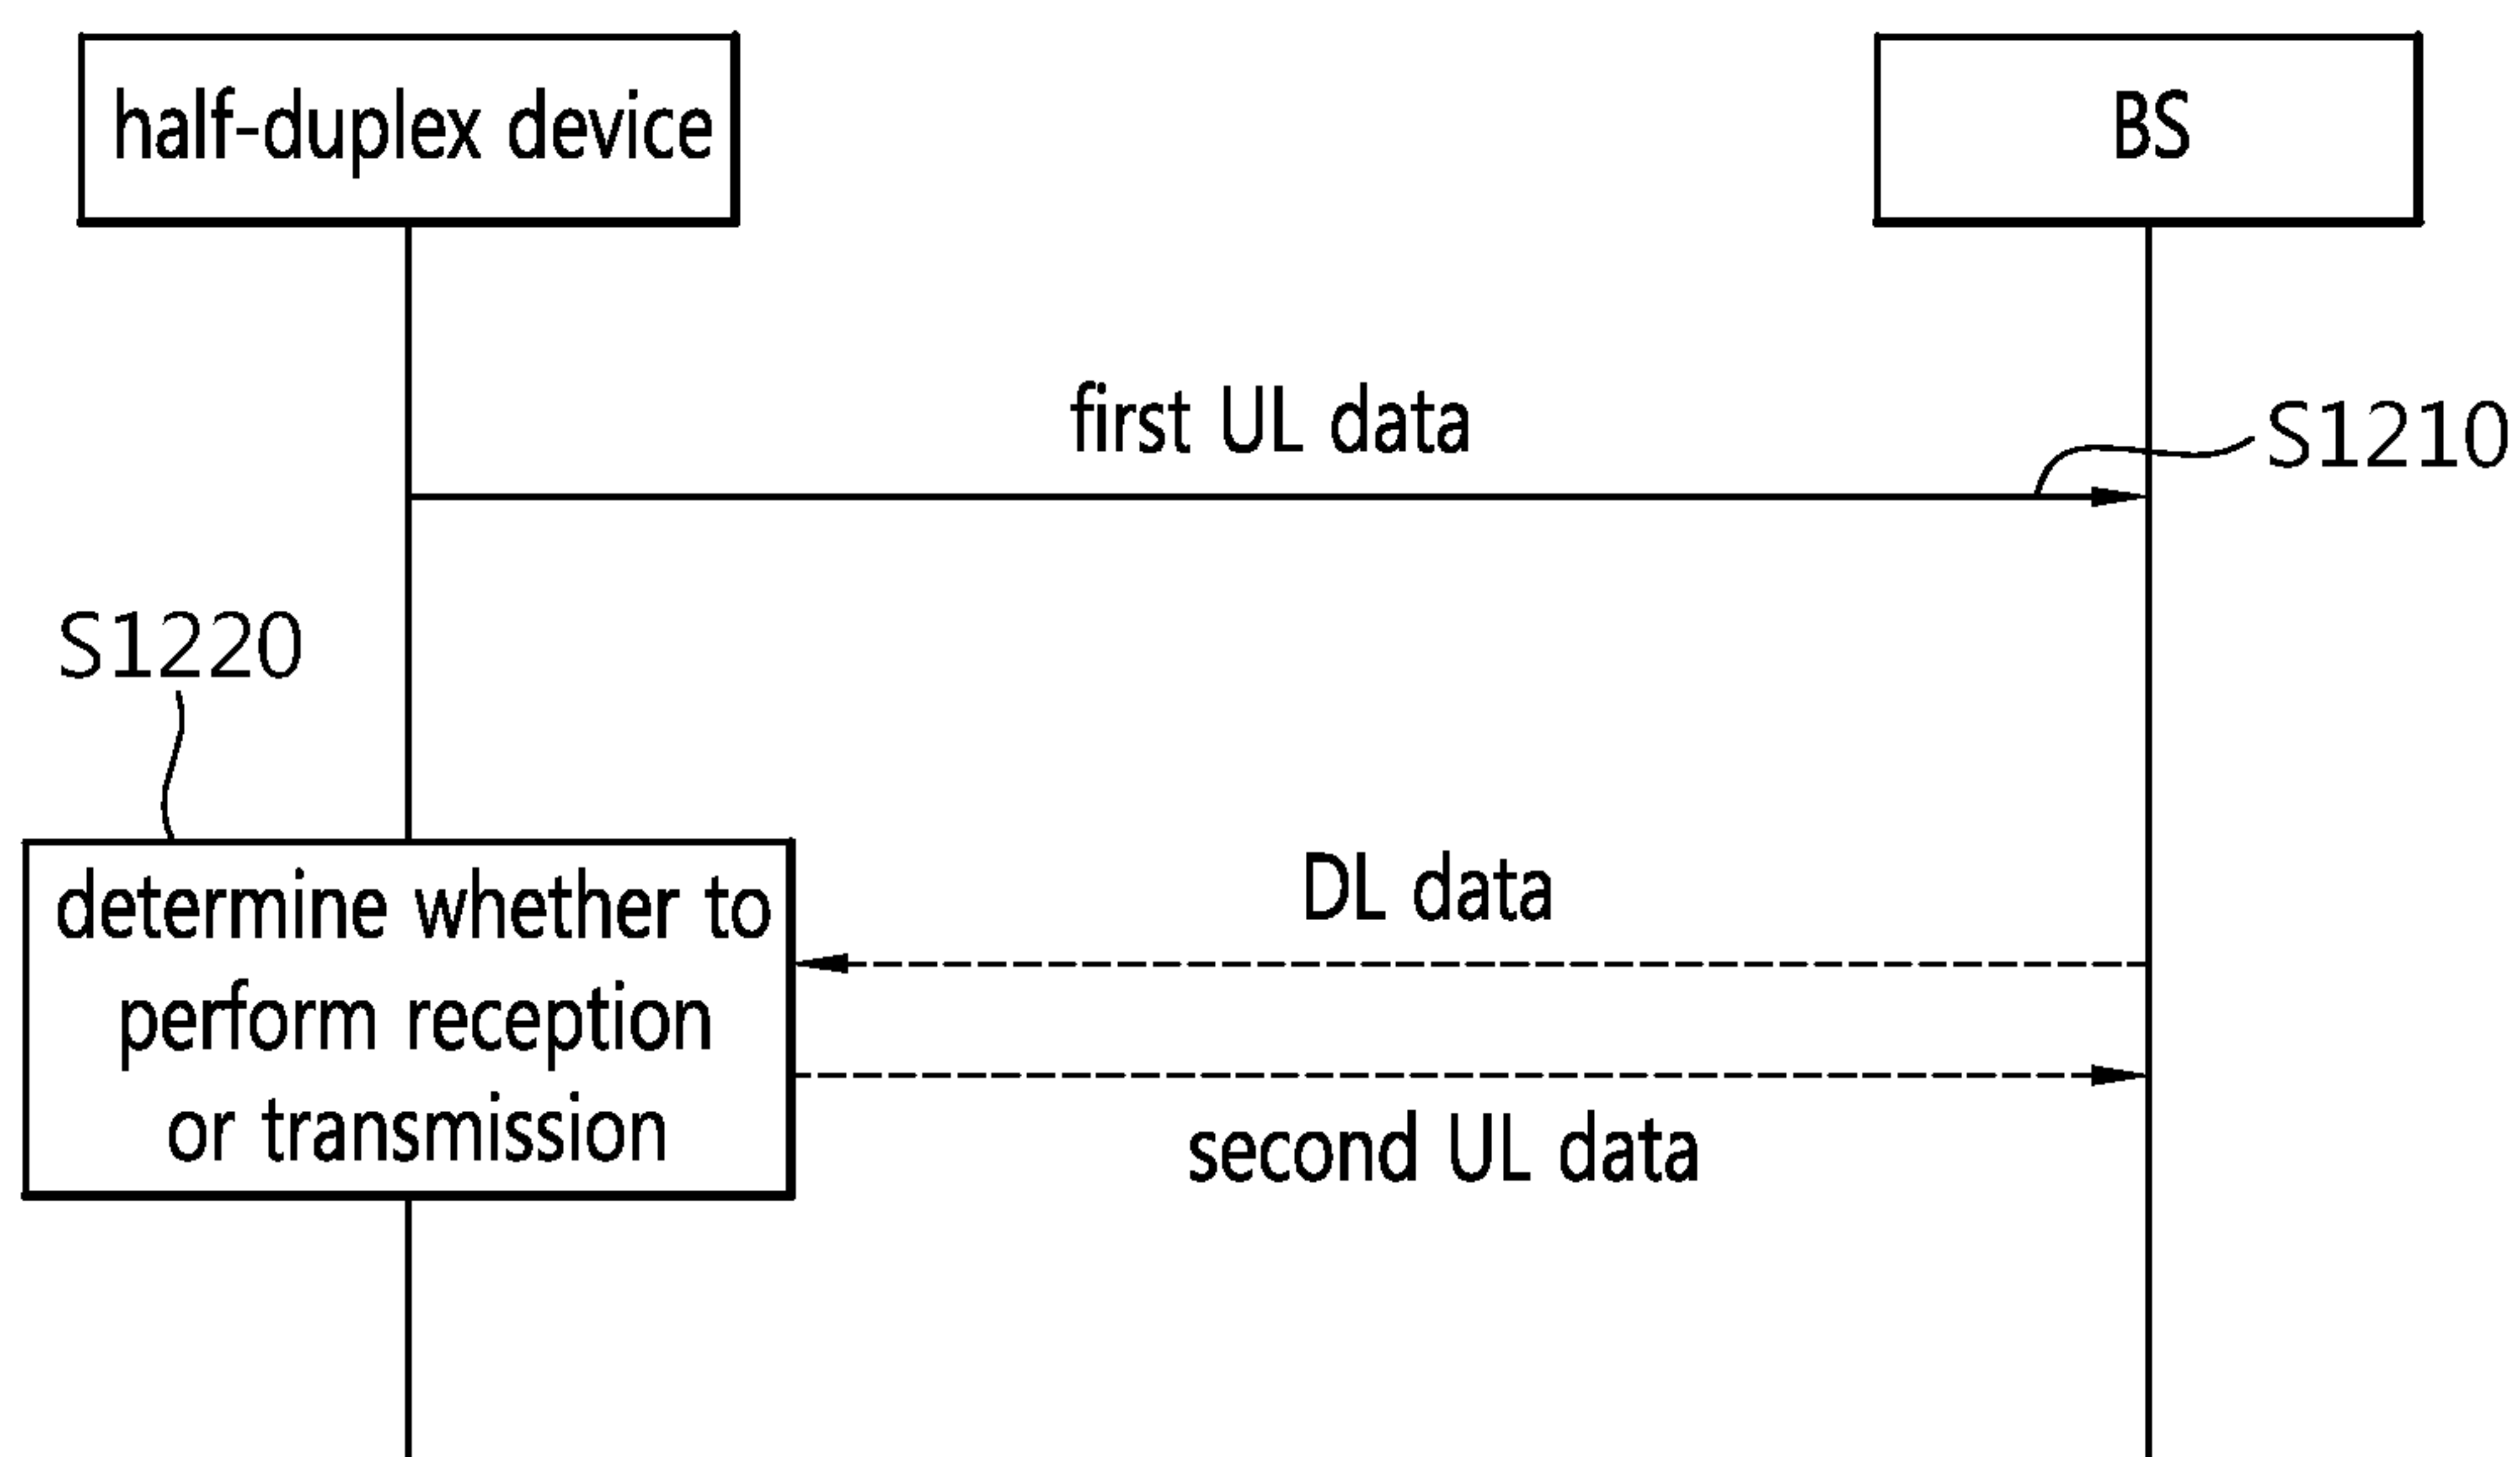 half-duplex device
BS
first UL data
S1210
S1220
determine whether to
perform reception
or transmission
DL data
second UL data